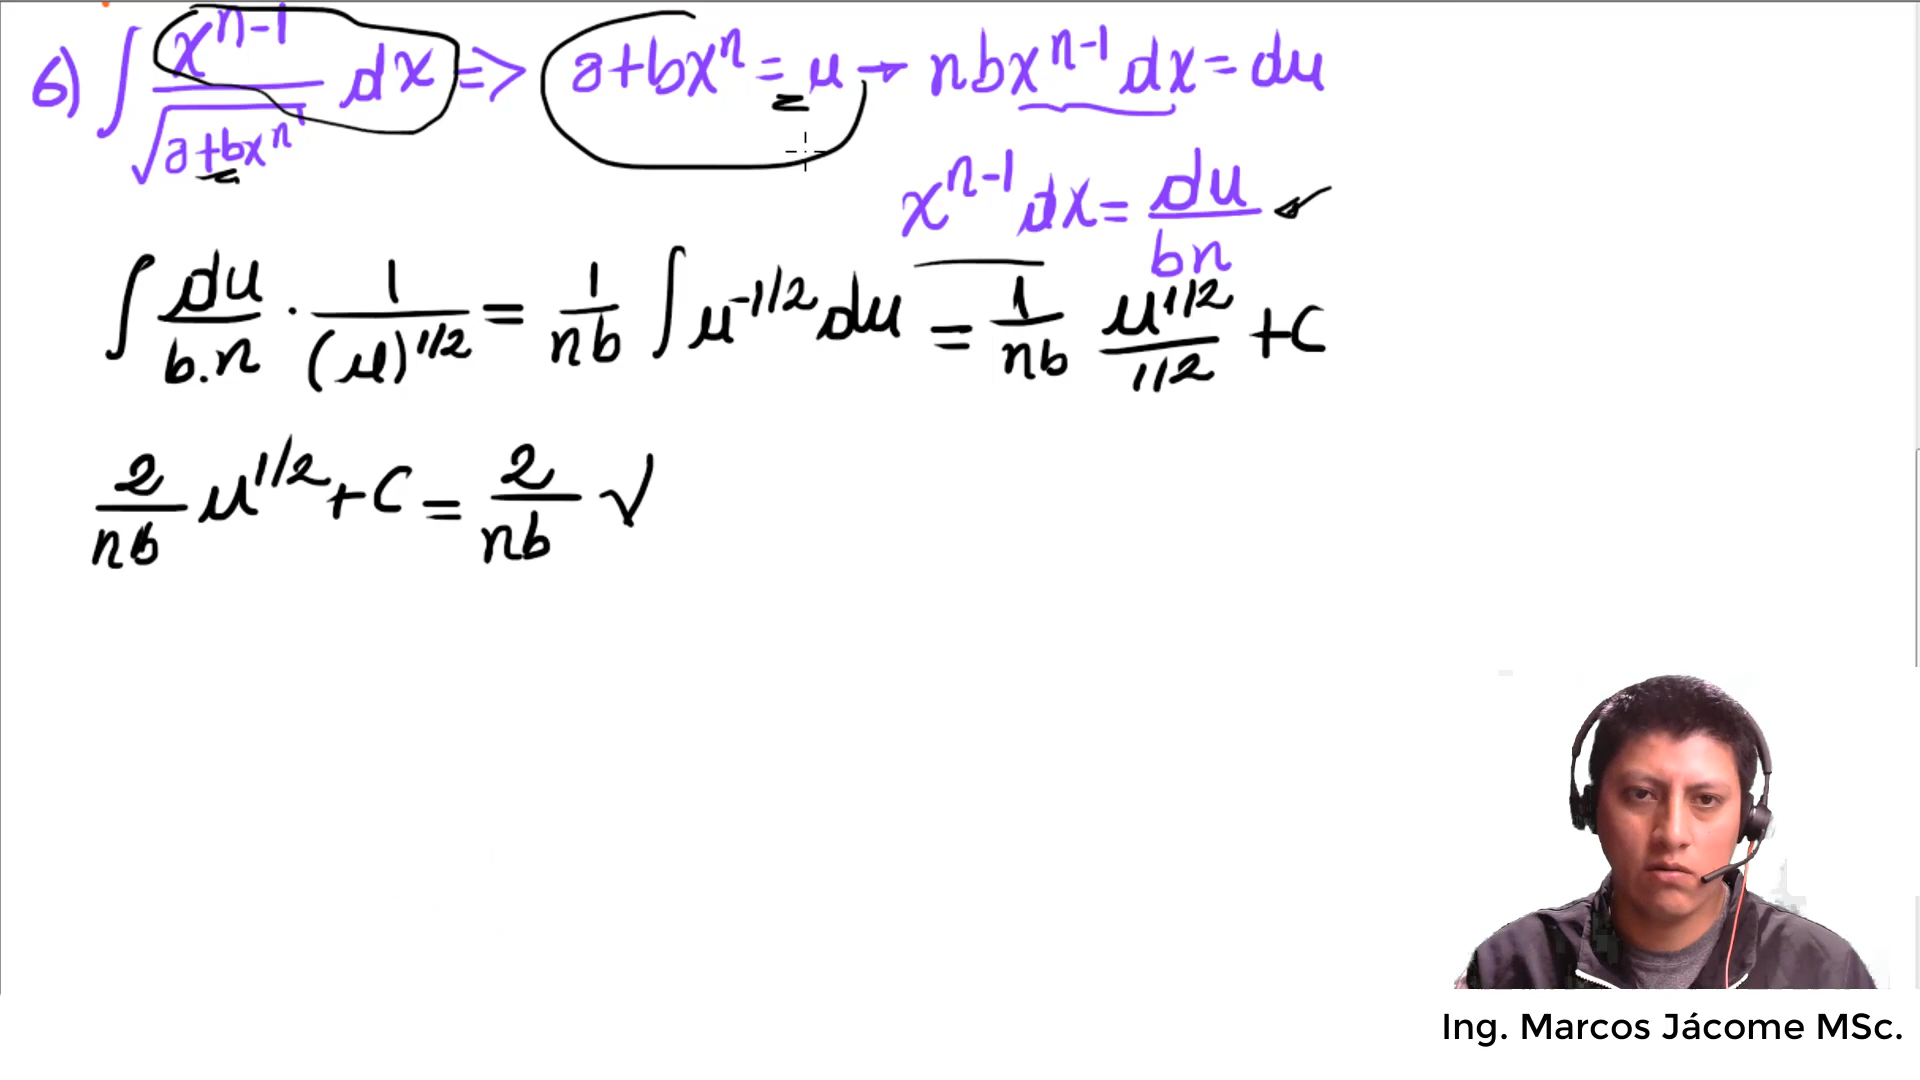 6) ∫ x^{n-1} / √(a+bx^n) dx => a+bx^n = u → nbx^{n-1} dx = du
x^{n-1} dx = du / bn
∫ du / b.n · 1 / (u)^{1/2} = 1 / nb ∫ u^{-1/2} du = 1 / nb u^{1/2} / 1/2 + C
2 / nb u^{1/2} + C = 2 / nb √
Ing. Marcos Jácome MSc.